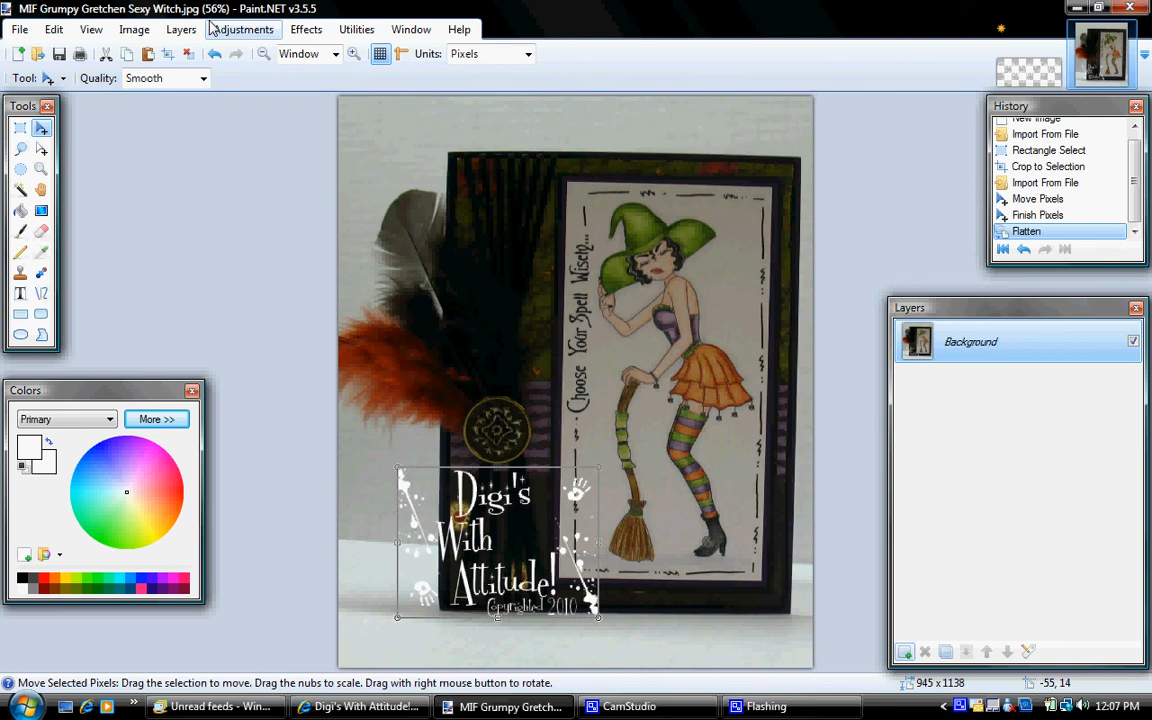 MIF Grumpy Gretchen Sexy Witch.jpg (56%) - Paint.NET v3.5.5
File Edit View Image Layers Adjustments Effects Utilities Window Help
Window Units: Pixels
Tool: Quality: Smooth
Tools
History
New Image
Import From File
Rectangle Select
Crop to Selection
Import From File
Move Pixels
Finish Pixels
Flatten
Choose Your Spell Wisely...
Layers
Background
Colors
Primary More >>
Digi's
With
Attitude!
Copyrighted 2010
Move Selected Pixels: Drag the selection to move. Drag the nubs to scale. Drag with right mouse button to rotate. 945 x 1138 -55, 14
Unread feeds - Win... Digi's With Attitude!... MIF Grumpy Gretchen... CamStudio Flashing 12:07 PM